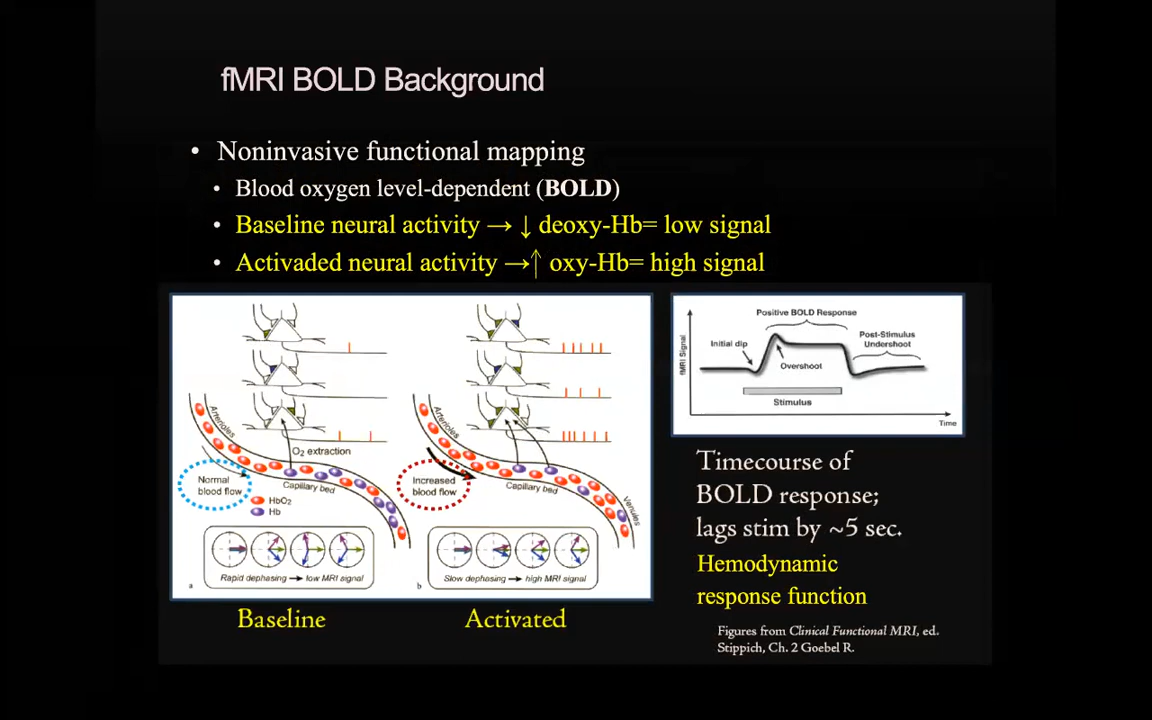 fMRI BOLD Background
• Noninvasive functional mapping
• Blood oxygen level-dependent (BOLD)
• Baseline neural activity → ↓ deoxy-Hb= low signal
• Activaded neural activity →↑ oxy-Hb= high signal
Arterioles
O2 extraction
Normal
blood flow
Capillary bed
HbO2
Hb
Rapid dephasing → low MRI signal
a
Baseline
Arterioles
Increased
blood flow
Capillary bed
Venules
Slow dephasing → high MRI signal
b
Activated
fMRI Signal
Positive BOLD Response
Initial dip
Overshoot
Post-Stimulus
Undershoot
Stimulus
Time
Timecourse of
BOLD response;
lags stim by ~5 sec.
Hemodynamic
response function
Figures from Clinical Functional MRI, ed.
Stippich, Ch. 2 Goebel R.